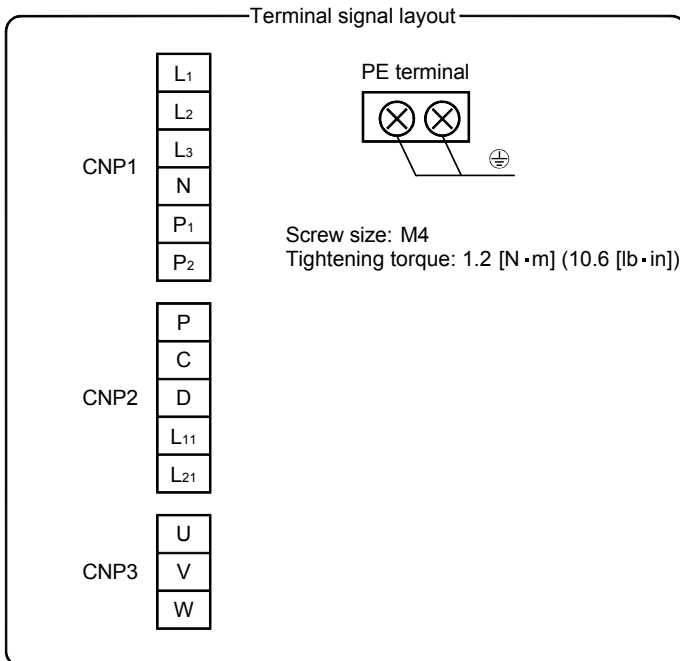 Terminal signal layout
CNP1
L1
L2
L3
N
P1
P2
PE terminal
Screw size: M4
Tightening torque: 1.2 [N▪m] (10.6 [lb▪in])
CNP2
P
C
D
L11
L21
CNP3
U
V
W